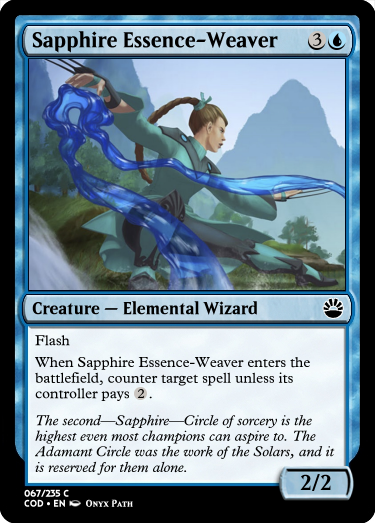 Sapphire Essence-Weaver 3
Creature — Elemental Wizard
Flash
When Sapphire Essence-Weaver enters the
battlefield, counter target spell unless its
controller pays 2.
The second—Sapphire—Circle of sorcery is the
highest even most champions can aspire to. The
Adamant Circle was the work of the Solars, and it
is reserved for them alone.
2/2
067/235 C
COD • EN Onyx Path